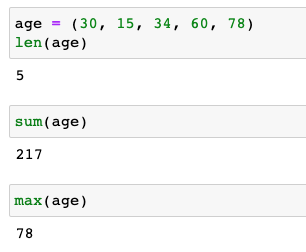 age = (30, 15, 34, 60, 78)
len(age)
5
sum(age)
217
max(age)
78